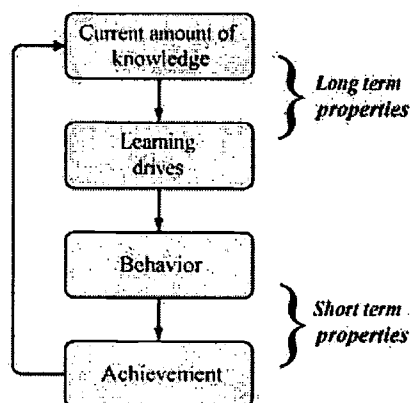 Current amount of
knowledge
Long term
properties
Learning
drives
Behavior
Short term
properties
Achievement